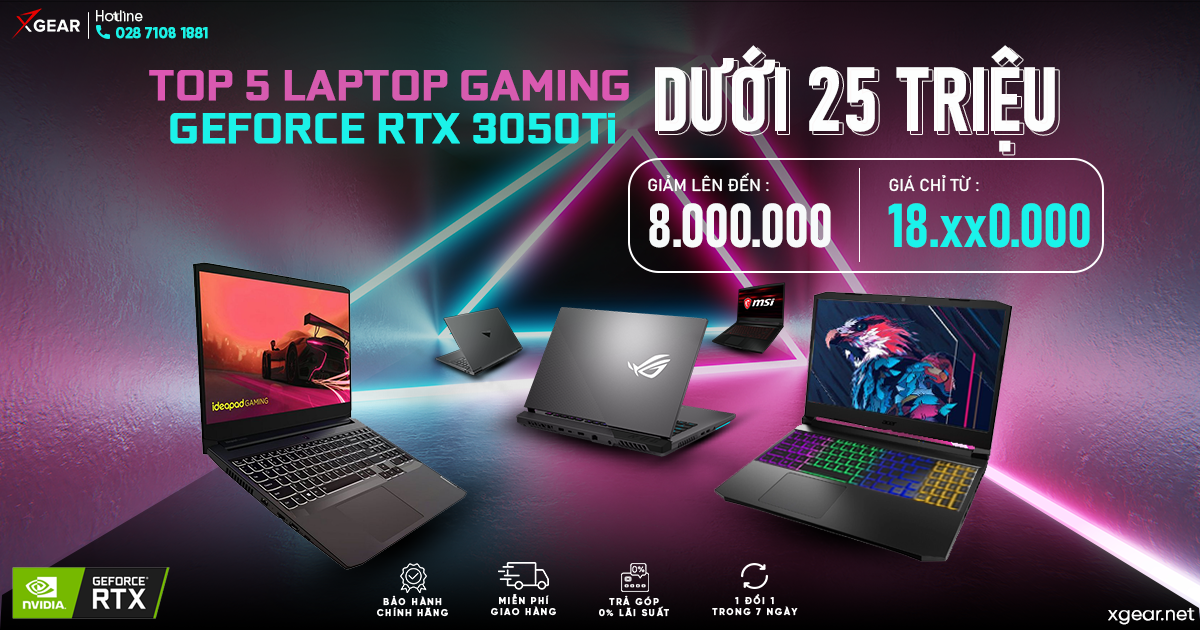 XGEAR
Hotline
028 7108 1881
TOP 5 LAPTOP GAMING
GEFORCE RTX 3050Ti
DƯỚI 25 TRIỆU
GIẢM LÊN ĐẾN :
8.000.000
GIÁ CHỈ TỪ :
18.xx0.000
ideapad GAMING
msi
acer
NVIDIA.
GEFORCE
RTX
BẢO HÀNH
CHÍNH HÃNG
MIỄN PHÍ
GIAO HÀNG
0%
TRẢ GÓP
0% LÃI SUẤT
1 ĐỔI 1
TRONG 7 NGÀY
xgear.net